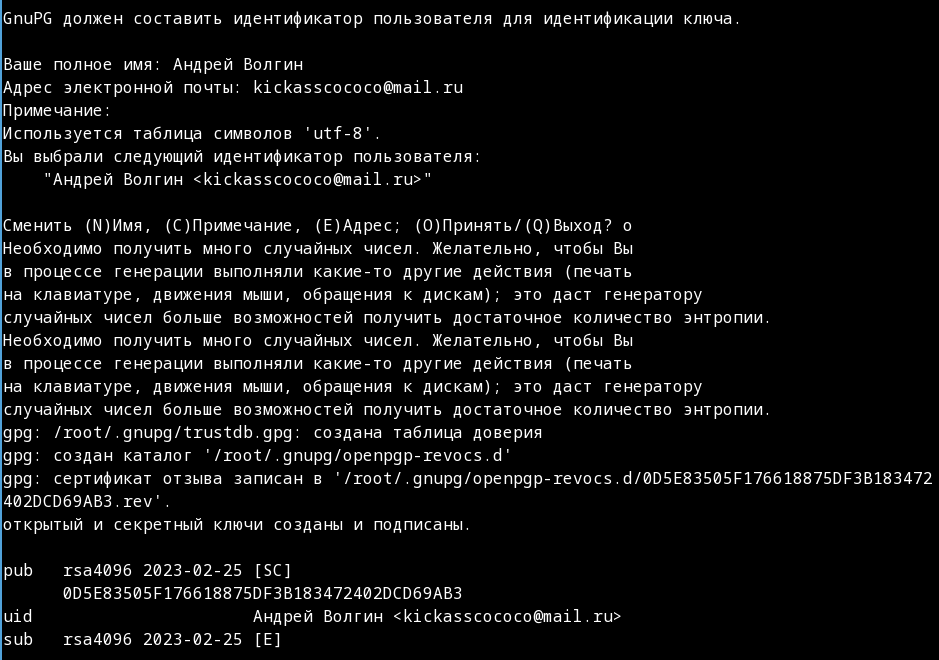 GnuPG должен составить идентификатор пользователя для идентификации ключа.
Ваше полное имя: Андрей Волгин
Адрес электронной почты: kickasscococo@mail.ru
Примечание:
Используется таблица символов 'utf-8'.
Вы выбрали следующий идентификатор пользователя:
"Андрей Волгин <kickasscococo@mail.ru>"
Сменить (N)Имя, (C)Примечание, (E)Адрес; (O)Принять/(Q)Выход? o
Необходимо получить много случайных чисел. Желательно, чтобы Вы
в процессе генерации выполняли какие-то другие действия (печать
на клавиатуре, движения мыши, обращения к дискам); это даст генератору
случайных чисел больше возможностей получить достаточное количество энтропии.
Необходимо получить много случайных чисел. Желательно, чтобы Вы
в процессе генерации выполняли какие-то другие действия (печать
на клавиатуре, движения мыши, обращения к дискам); это даст генератору
случайных чисел больше возможностей получить достаточное количество энтропии.
gpg: /root/.gnupg/trustdb.gpg: создана таблица доверия
gpg: создан каталог '/root/.gnupg/openpgp-revocs.d'
gpg: сертификат отзыва записан в '/root/.gnupg/openpgp-revocs.d/0D5E83505F176618875DF3B183472
402DCD69AB3.rev'.
открытый и секретный ключи созданы и подписаны.
pub   rsa4096 2023-02-25 [SC]
0D5E83505F176618875DF3B183472402DCD69AB3
uid                      Андрей Волгин <kickasscococo@mail.ru>
sub   rsa4096 2023-02-25 [E]